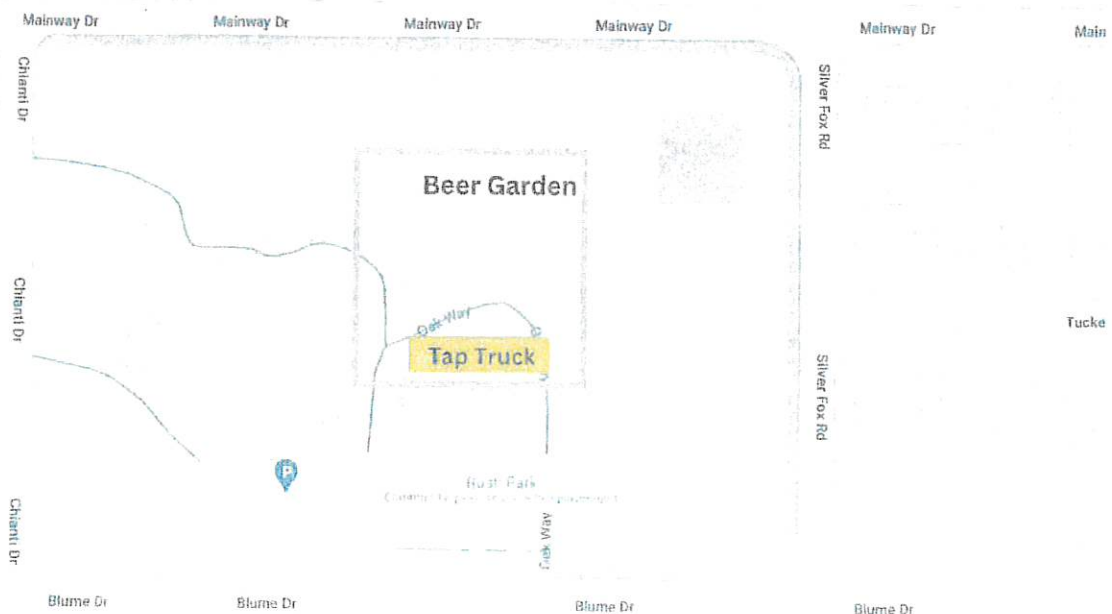 Mainway Dr Mainway Dr Mainway Dr Mainway Dr Mainway Dr Main
Chianti Dr
Silver Fox Rd
Beer Garden
Chianti Dr
Oak Way
Tucke
Tap Truck
Silver Fox Rd
P
Rush Park
Chianti Dr
Oak Way
Blume Dr Blume Dr Blume Dr Blume Dr